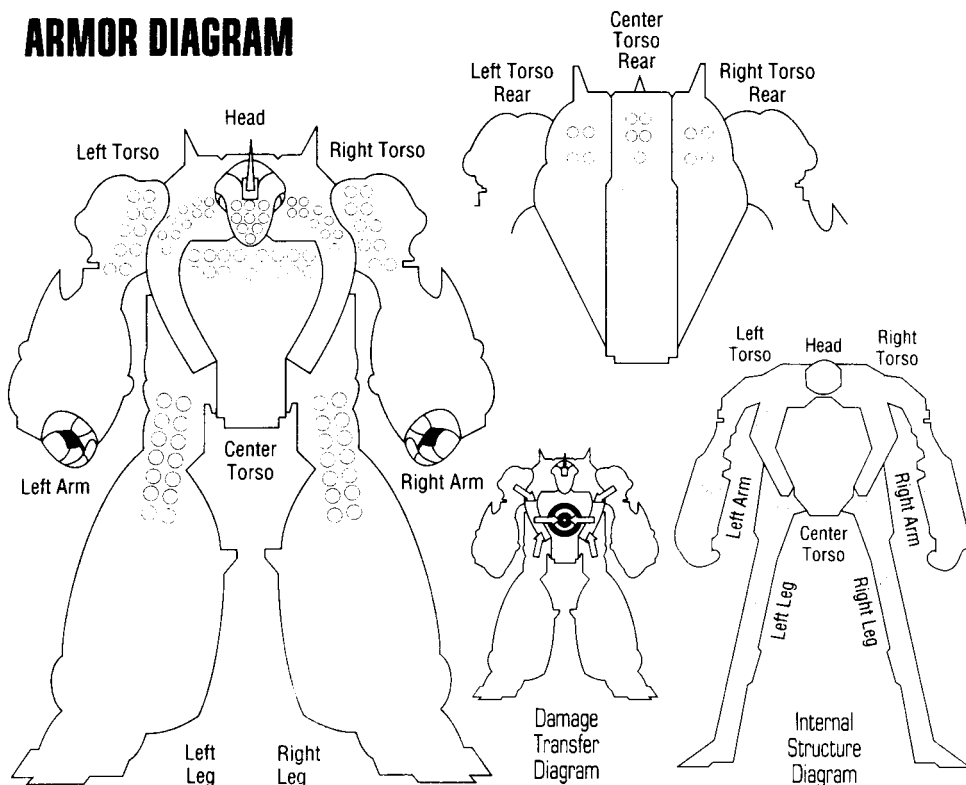 ARMOR DIAGRAM
Left Torso
Head
Right Torso
Left Arm
Center
Torso
Right Arm
Left
Leg
Right
Leg
Left Torso
Rear
Center
Torso
Rear
Right Torso
Rear
Damage
Transfer
Diagram
Left
Torso
Head
Right
Torso
Left Arm
Right Arm
Center
Torso
Left Leg
Right Leg
Internal
Structure
Diagram